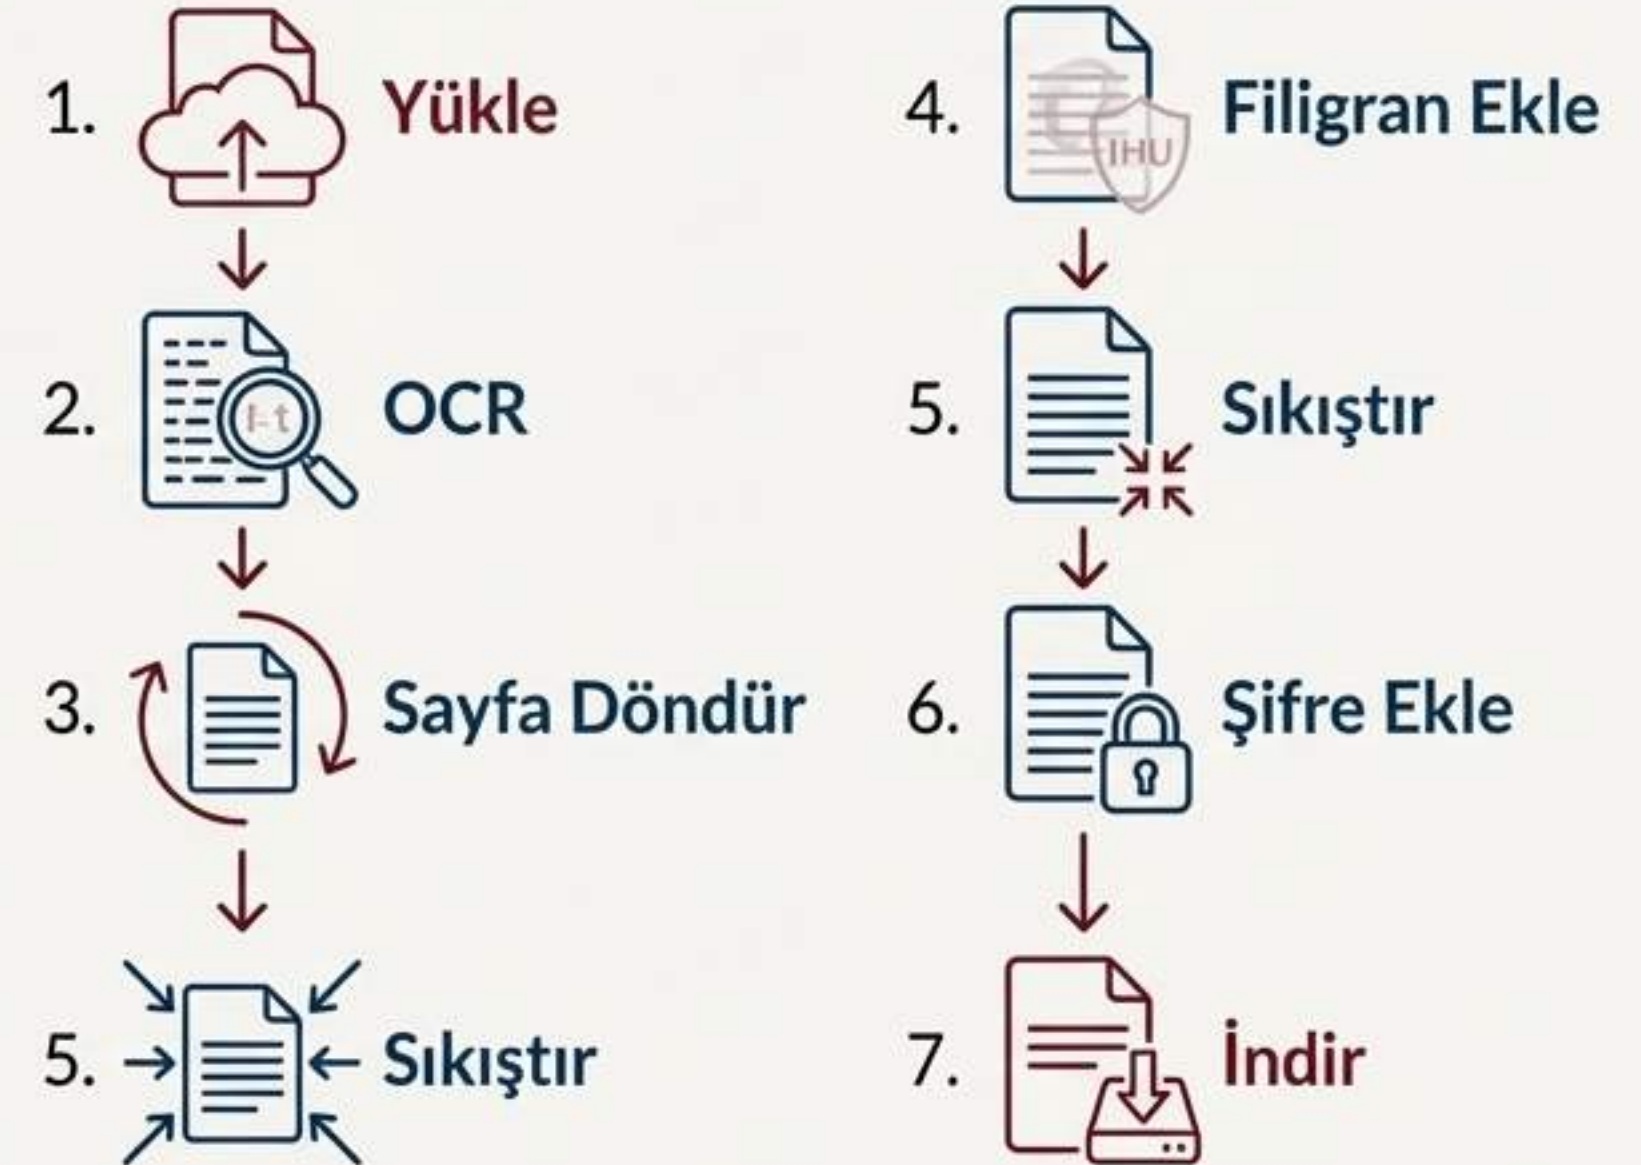 1. Yükle
2. OCR
3. Sayfa Döndür
5. Sıkıştır
4. Filigran Ekle
IHU
5. Sıkıştır
6. Şifre Ekle
7. İndir